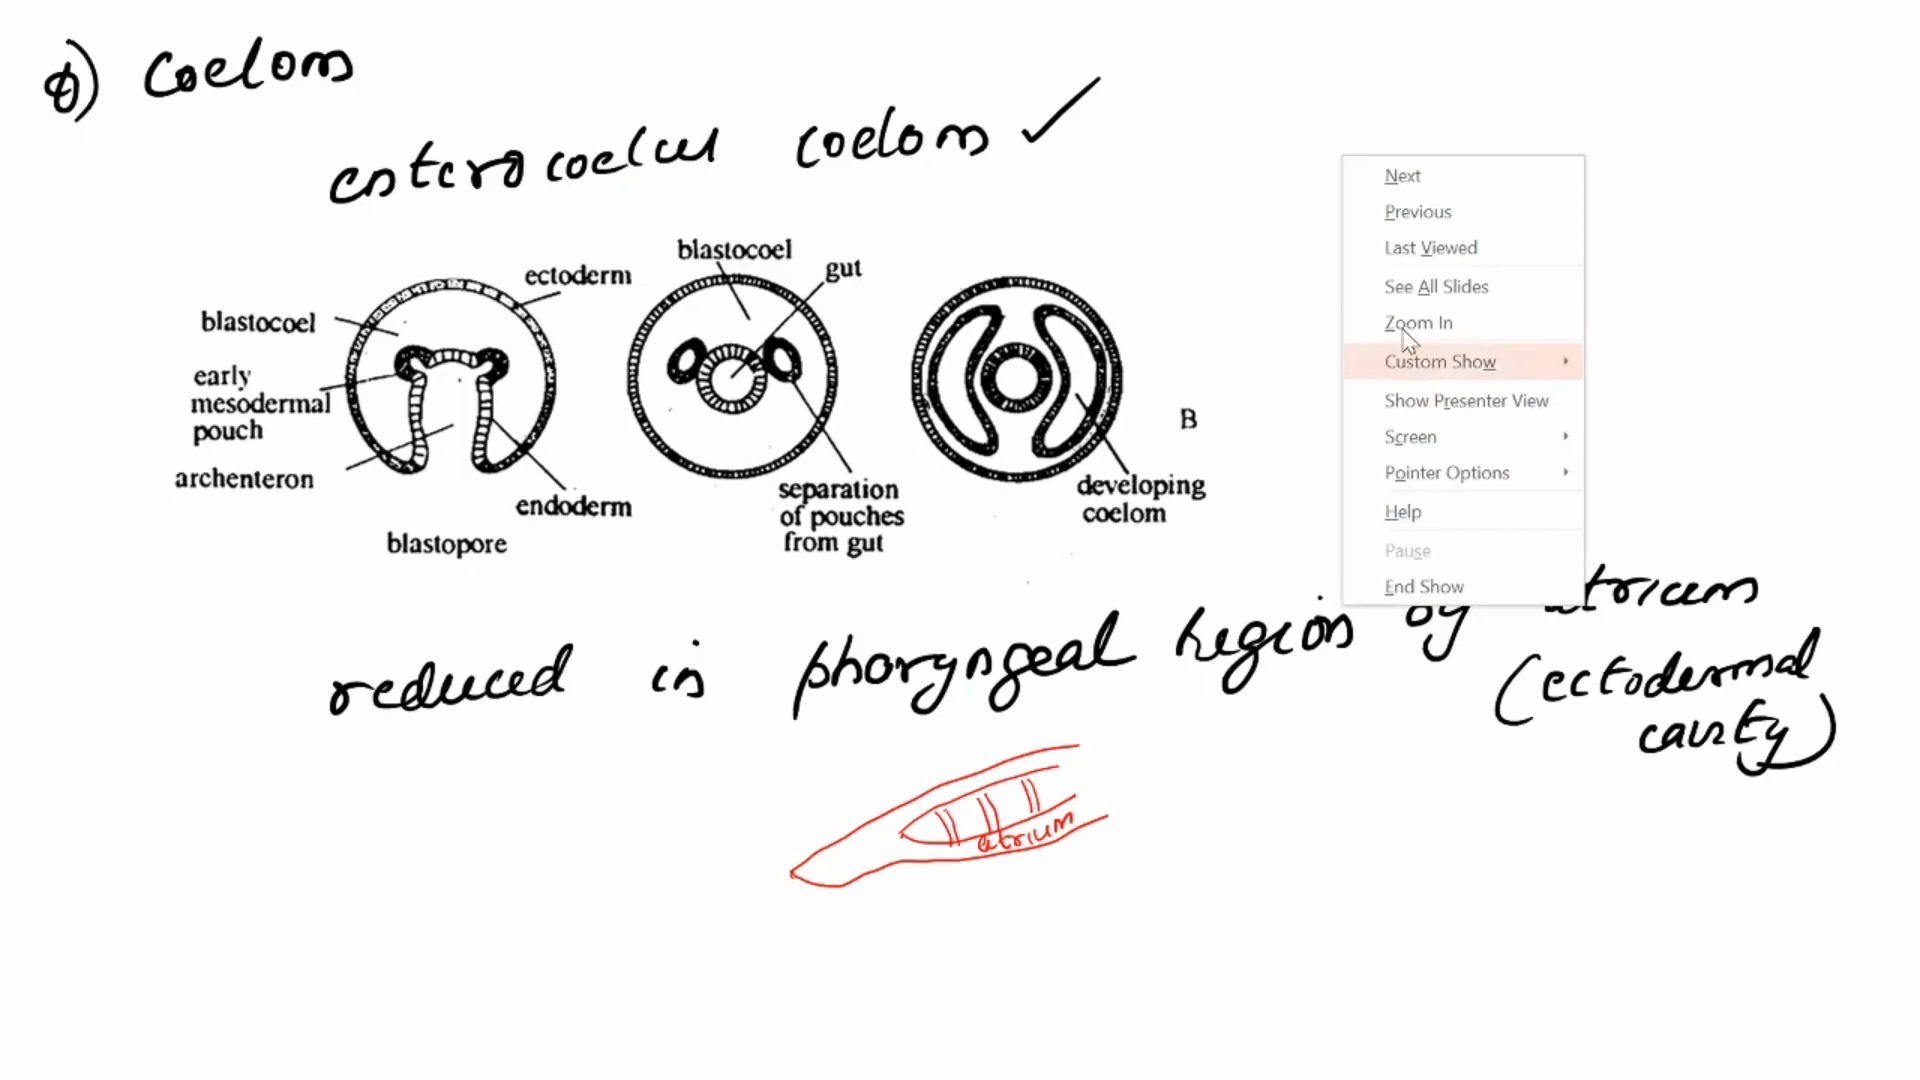 Coelom
enterocoelic coelom ✓
blastocoel
gut
ectoderm
blastocoel
early
mesodermal
pouch
archenteron
endoderm
blastopore
separation
of pouches
from gut
developing
coelom
B
Next
Previous
Last Viewed
See All Slides
Zoom In
Custom Show
Show Presenter View
Screen
Pointer Options
Help
Pause
End Show
reduced in pharyngeal region by atrium
(ectodermal
cavity)
atrium